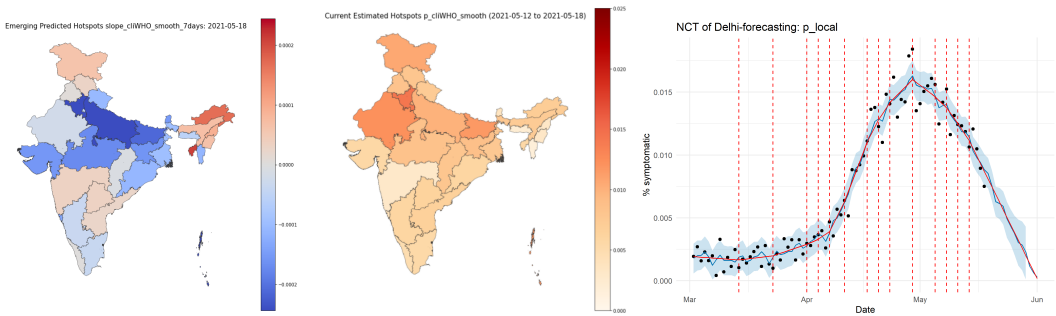 Emerging Predicted Hotspots slope_cliWHO_smooth_7days: 2021-05-18
0.0002
0.0001
0.0000
−0.0001
−0.0002
Current Estimated Hotspots p_cliWHO_smooth (2021-05-12 to 2021-05-18)
0.025
0.020
0.015
0.010
0.005
0.000
NCT of Delhi-forecasting: p_local
% symptomatic
0.015
0.010
0.005
0.000
Mar
Apr
May
Jun
Date